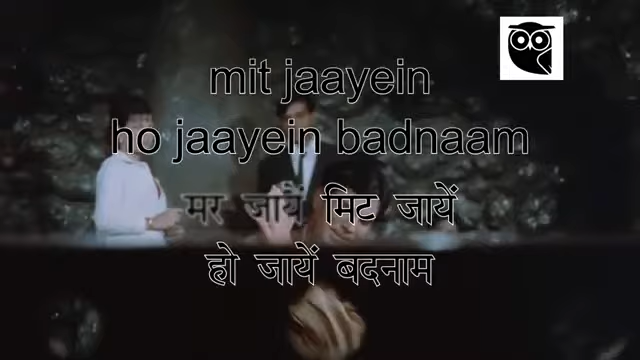 mit jaayein
ho jaayein badnaam
मर जायें मिट जायें
हो जायें बदनाम